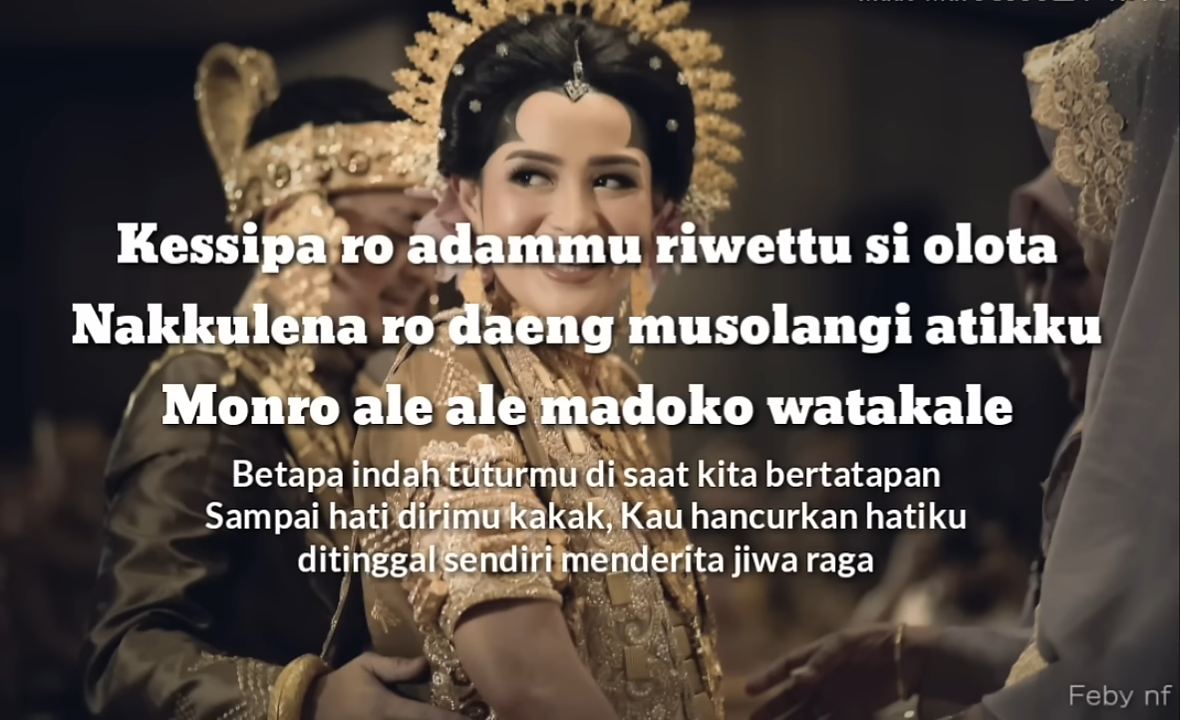 Kessipa ro adammu riwettu si olota
Nakkulena ro daeng musolangi atikku
Monro ale ale madoko watakale
Betapa indah tuturmu di saat kita bertatapan
Sampai hati dirimu kakak, Kau hancurkan hatiku
ditinggal sendiri menderita jiwa raga
Feby nf